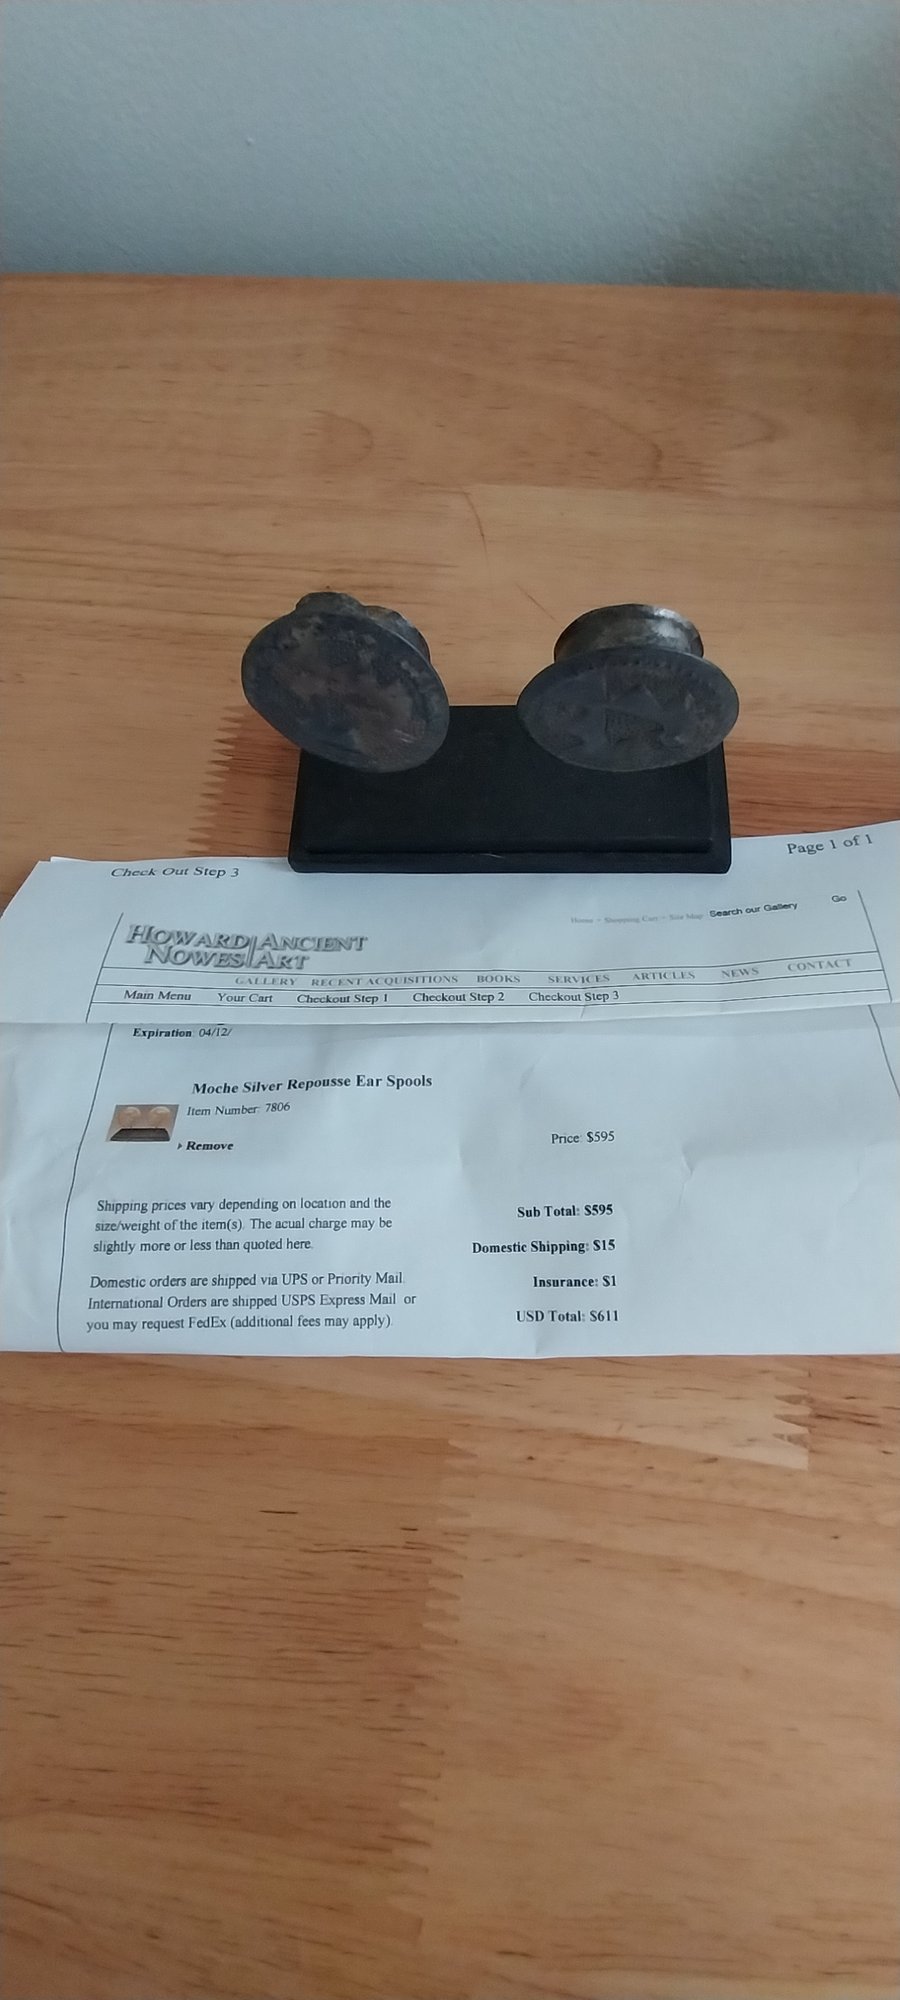 Check Out Step 3
Page 1 of 1
Home - Shopping Cart - Site Map Search our Gallery Go
HOWARD ANCIENT
NOWES ART
GALLERY RECENT ACQUISITIONS BOOKS SERVICES ARTICLES NEWS CONTACT
Main Menu Your Cart Checkout Step 1 Checkout Step 2 Checkout Step 3
Expiration: 04/12/
Moche Silver Repousse Ear Spools
Item Number: 7806
Remove
Price: $595
Shipping prices vary depending on location and the
size/weight of the item(s). The acual charge may be
slightly more or less than quoted here.
Domestic orders are shipped via UPS or Priority Mail.
International Orders are shipped USPS Express Mail or
you may request FedEx (additional fees may apply).
Sub Total: $595
Domestic Shipping: $15
Insurance: $1
USD Total: $611